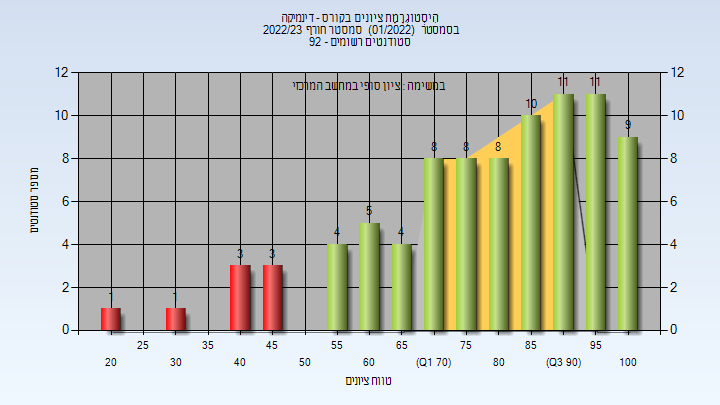 היסטוגרמת ציונים בקורס - דינמיקה
בסמסטר (01/2022) סמסטר חורף 2022/23
סטודנטים רשומים - 92
במשימה : ציון סופי במחשב המרכזי
12 12
10 10
8 8
6 6
4 4
2 2
0 0
1 1 3 3 4 5 4 8 8 8 10 11 11 9
מספר סטודנטים
25 35 45 55 65 75 85 95
20 30 40 50 60 (Q1 70) 80 (Q3 90) 100
טווח ציונים